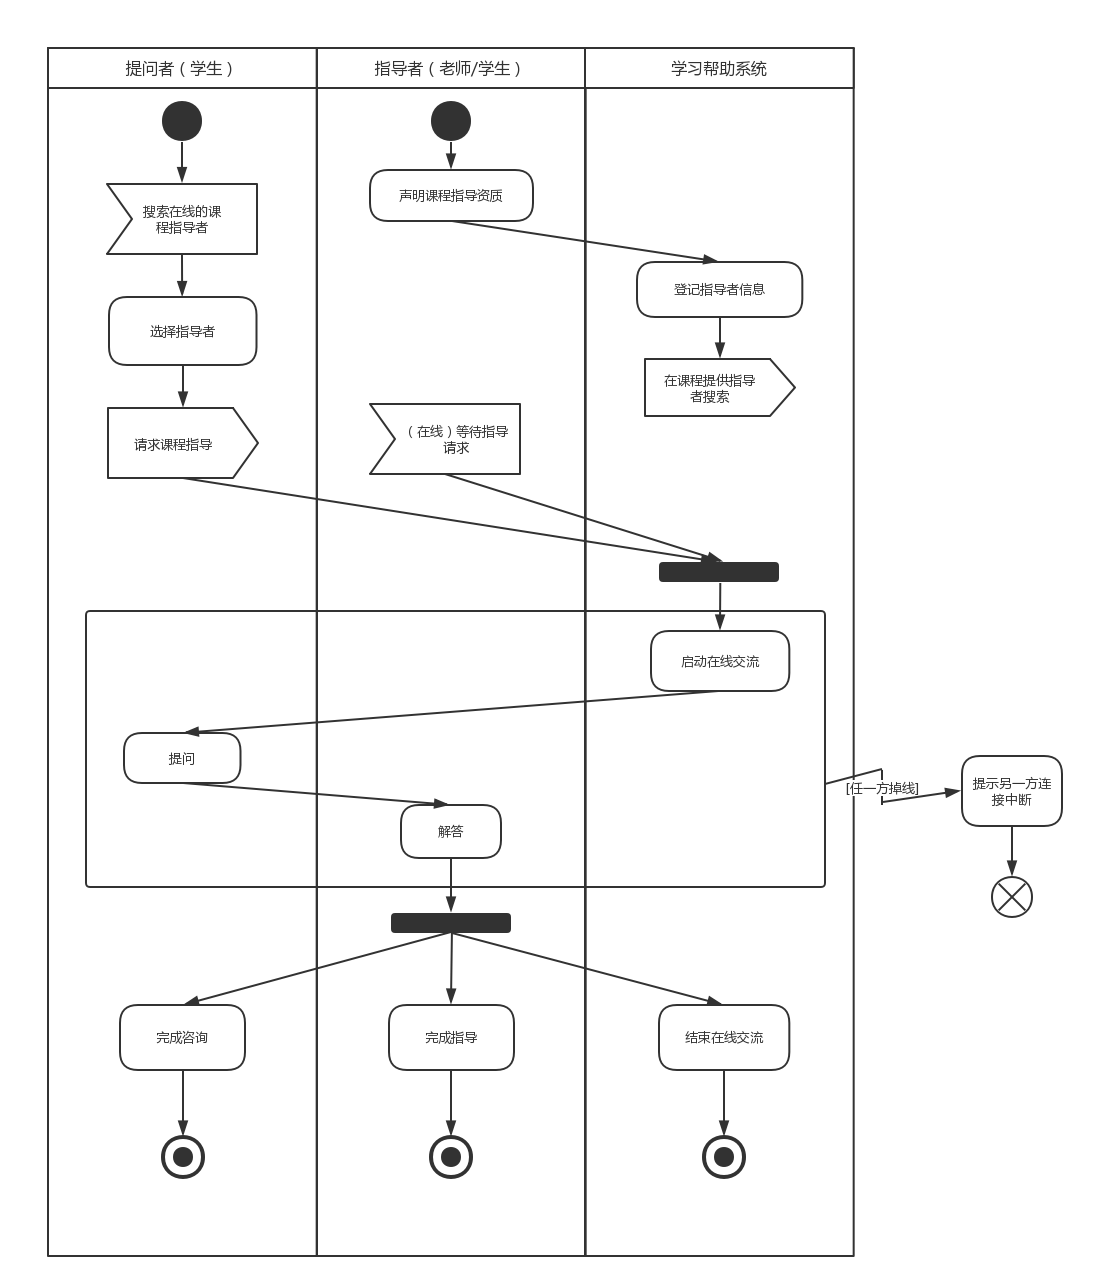 提问者（学生）
指导者（老师/学生）
学习帮助系统
搜索在线的课
程指导者
声明课程指导资质
登记指导者信息
选择指导者
在课程提供指导
者搜索
请求课程指导
（在线）等待指导
请求
启动在线交流
提问
解答
[任一方掉线]
提示另一方连
接中断
完成咨询
完成指导
结束在线交流